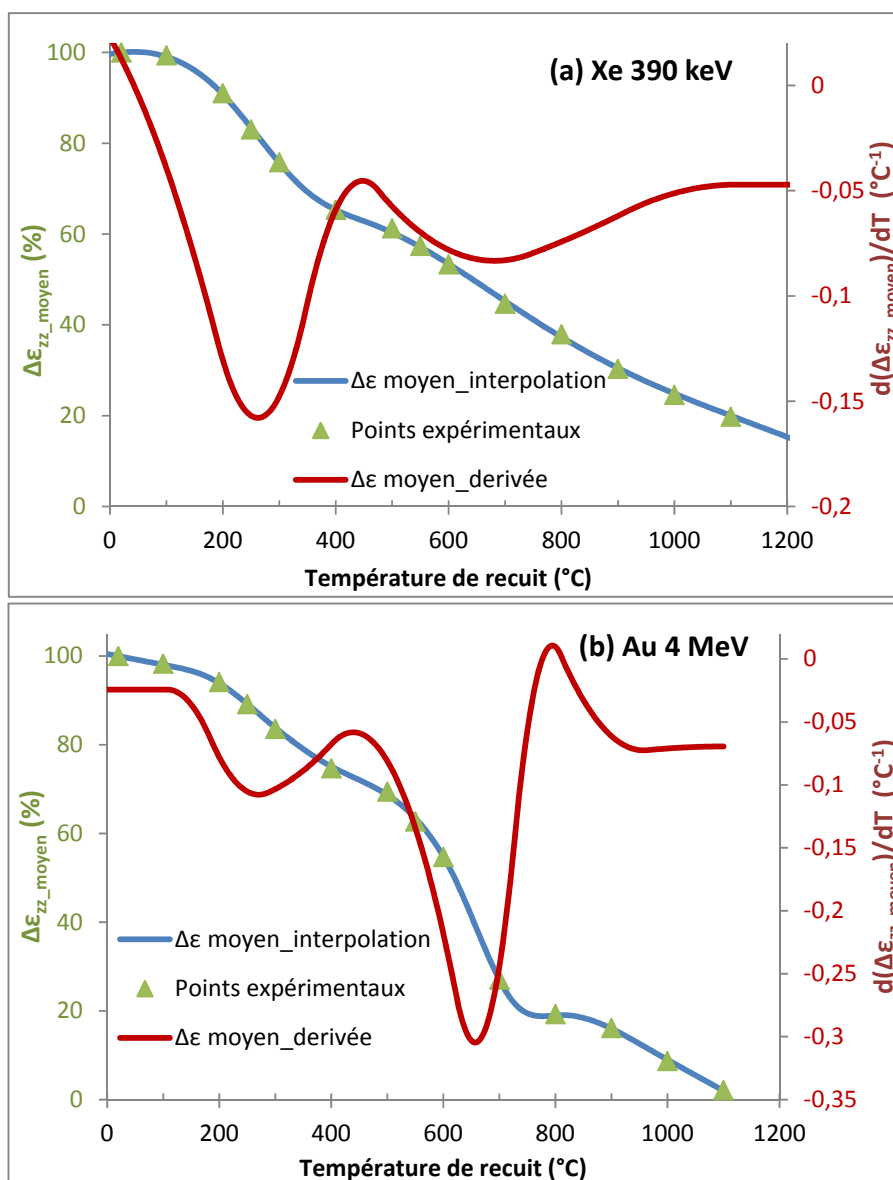 (a) Xe 390 keV
100
80
60
40
20
0
Δε_zz_moyen (%)
0
-0,05
-0,1
-0,15
-0,2
d(Δε_zz_moyen)/dT (°C⁻¹)
Δε moyen_interpolation
Points expérimentaux
Δε moyen_derivée
0 200 400 600 800 1000 1200
Température de recuit (°C)
(b) Au 4 MeV
100
80
60
40
20
0
Δε_zz_moyen (%)
0
-0,05
-0,1
-0,15
-0,2
-0,25
-0,3
-0,35
d(Δε_zz_moyen)/dT (°C⁻¹)
Δε moyen_interpolation
Points expérimentaux
Δε moyen_derivée
0 200 400 600 800 1000 1200
Température de recuit (°C)